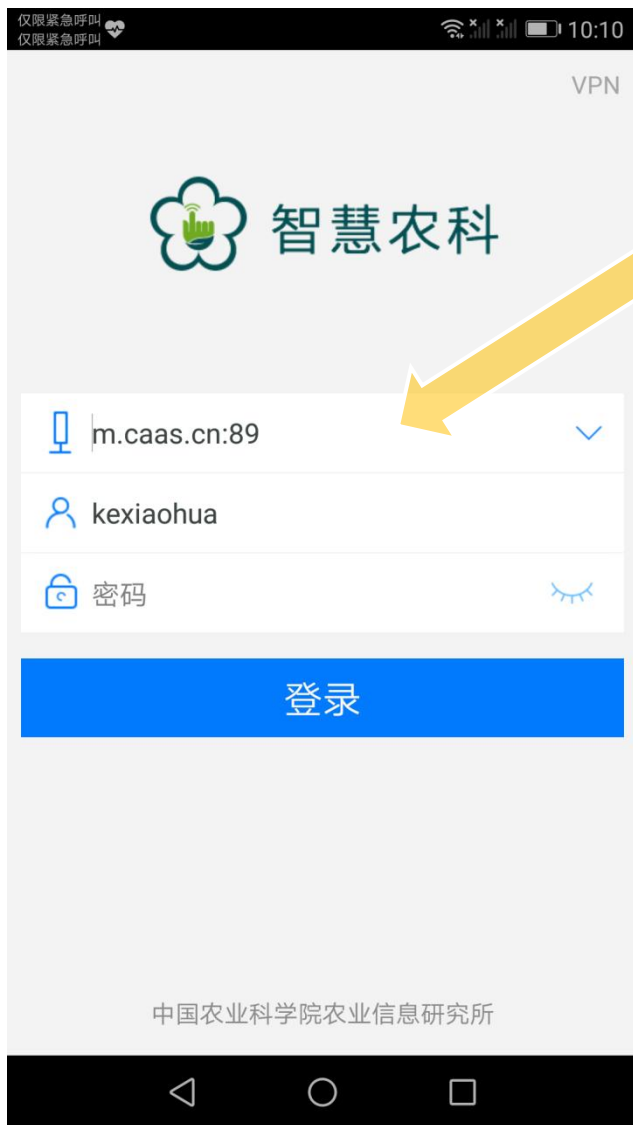 仅限紧急呼叫
仅限紧急呼叫
10:10
VPN
智慧农科
m.caas.cn:89
kexiaohua
密码
登录
中国农业科学院农业信息研究所